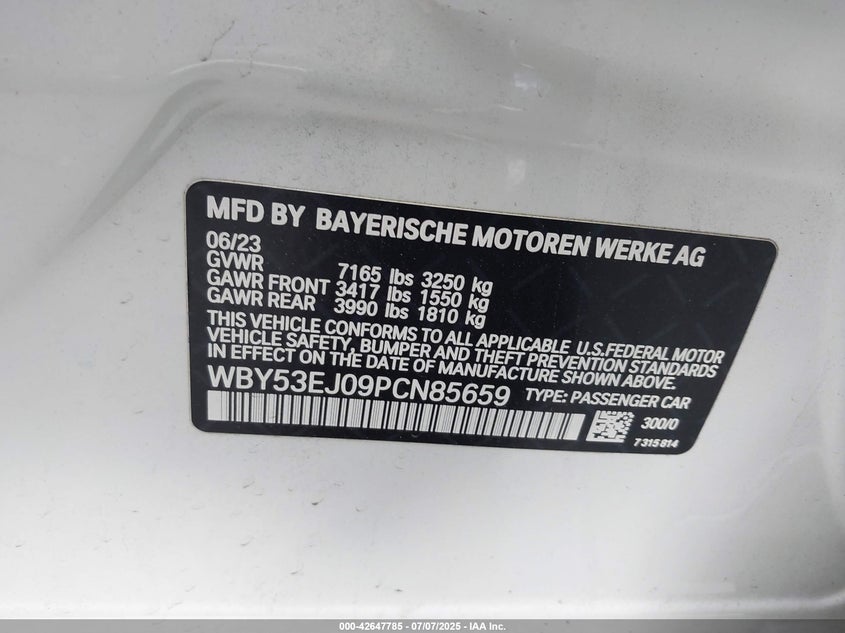 MFD BY BAYERISCHE MOTOREN WERKE AG
06/23
GVWR 7165 lbs 3250 kg
GAWR FRONT 3417 lbs 1550 kg
GAWR REAR 3990 lbs 1810 kg
THIS VEHICLE CONFORMS TO ALL APPLICABLE U.S.FEDERAL MOTOR
VEHICLE SAFETY, BUMPER AND THEFT PREVENTION STANDARDS
IN EFFECT ON THE DATE OF MANUFACTURE SHOWN ABOVE.
WBY53EJ09PCN85659 TYPE: PASSENGER CAR
300/0
7315814
000-42647785 - 07/07/2025 - IAA Inc.